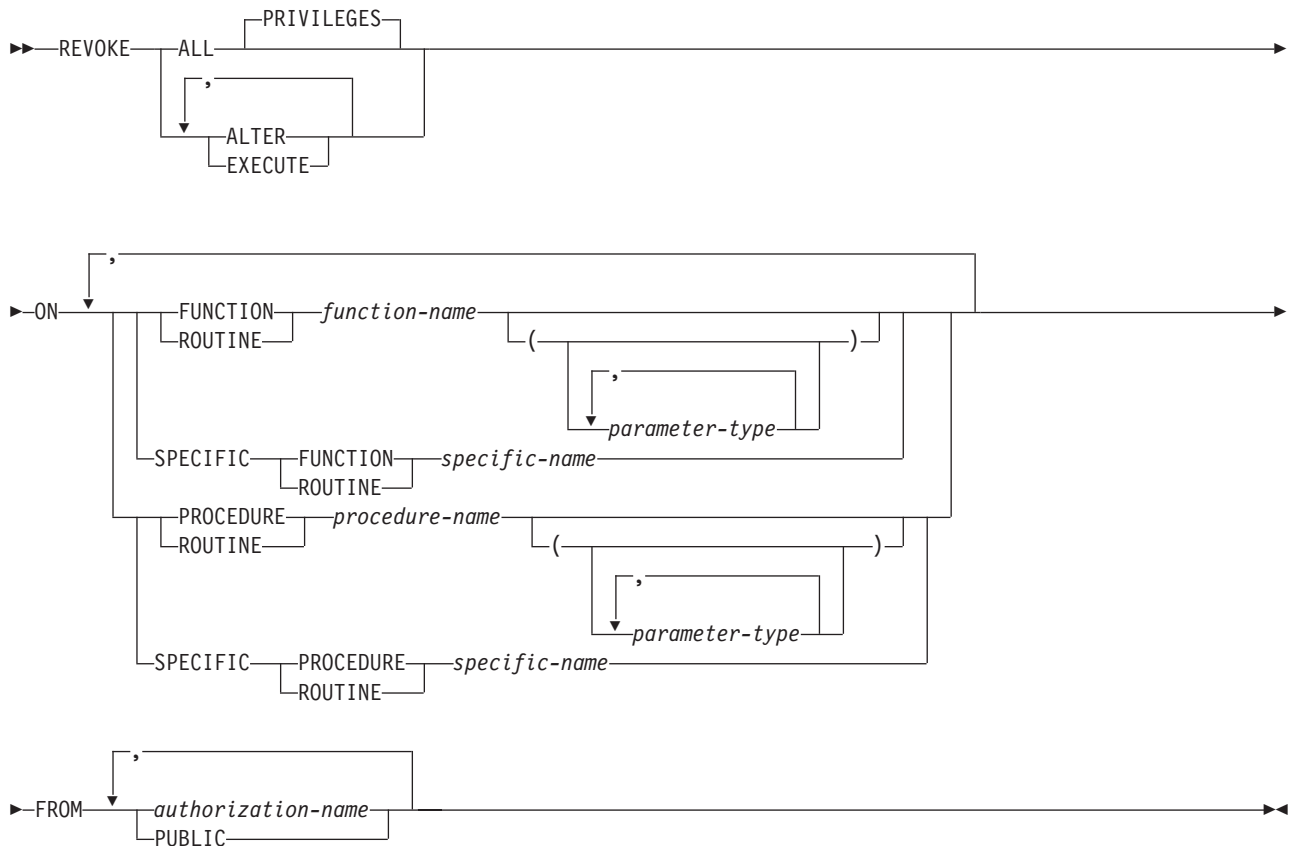 PRIVILEGES
REVOKE ALL
,
ALTER
EXECUTE
,
ON FUNCTION function-name
ROUTINE ( )
,
parameter-type
SPECIFIC FUNCTION specific-name
ROUTINE
PROCEDURE procedure-name
ROUTINE ( )
,
parameter-type
SPECIFIC PROCEDURE specific-name
ROUTINE
,
FROM authorization-name
PUBLIC